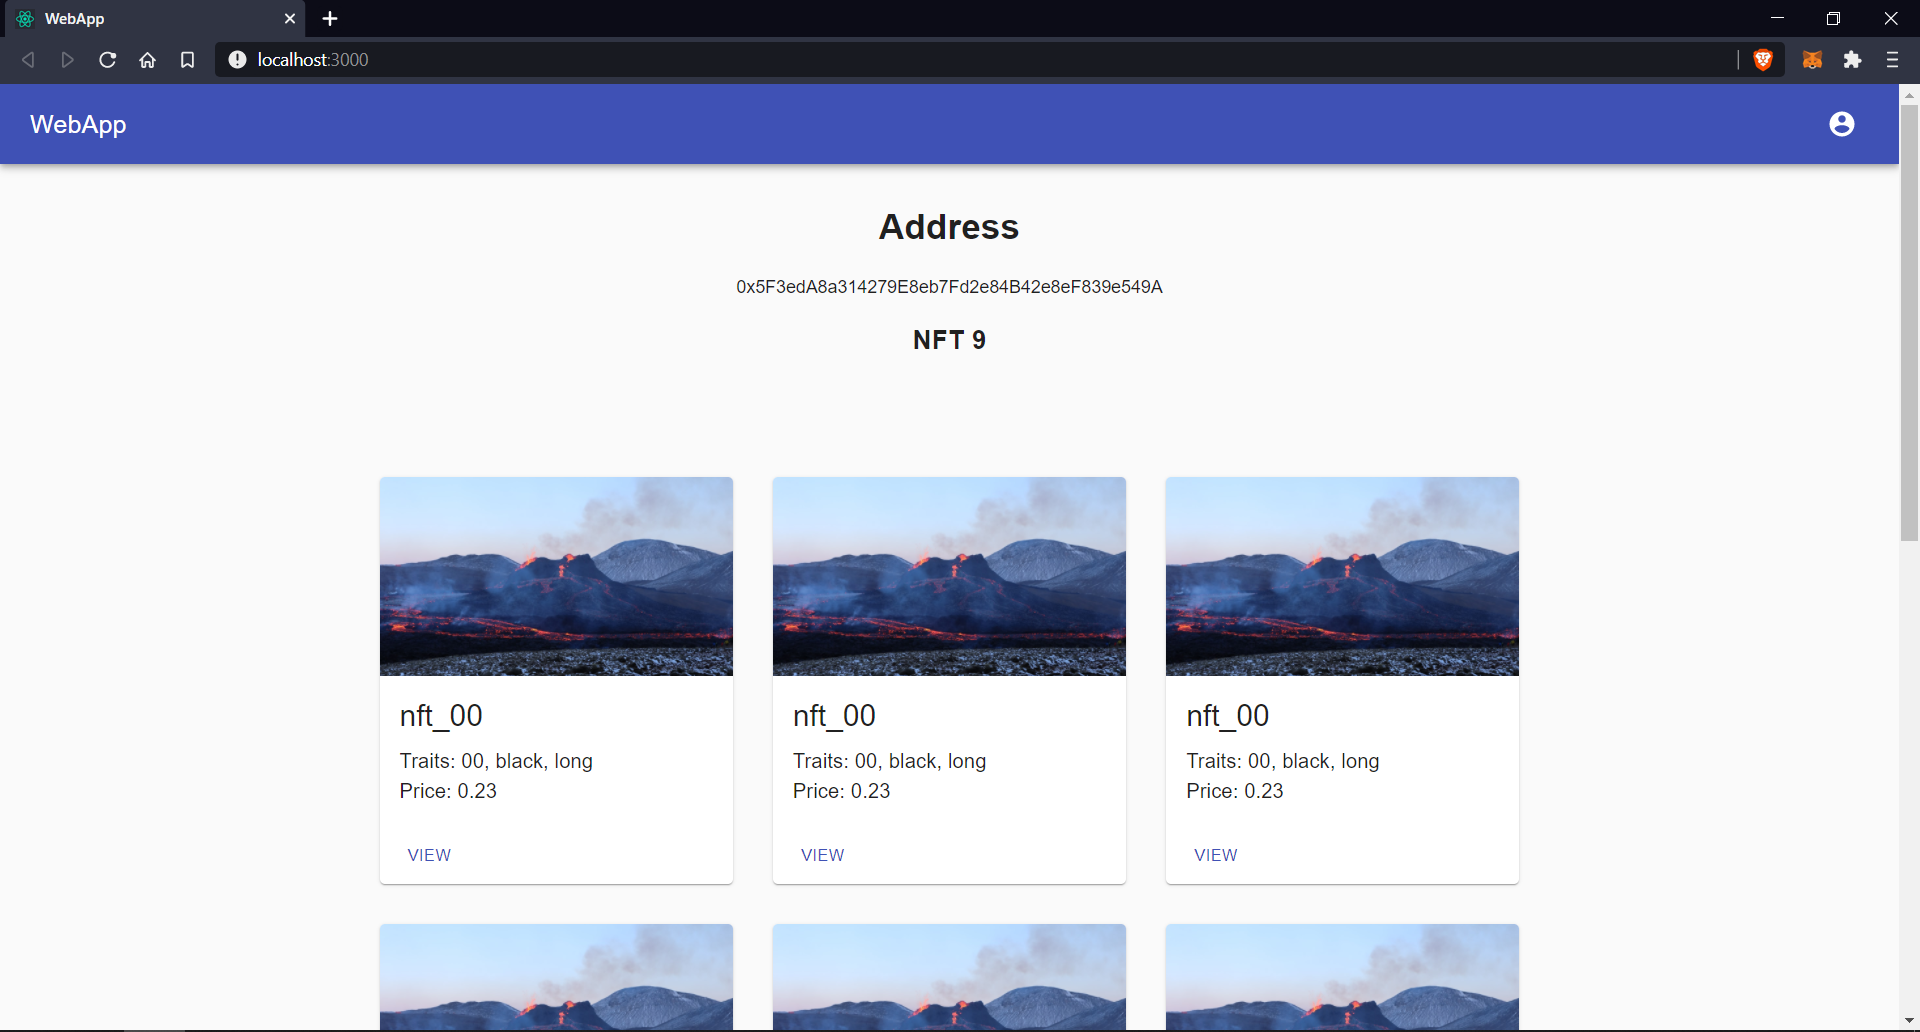 WebApp
localhost:3000
WebApp
Address
0x5F3edA8a314279E8eb7Fd2e84B42e8eF839e549A
NFT 9
nft_00
Traits: 00, black, long
Price: 0.23
VIEW
nft_00
Traits: 00, black, long
Price: 0.23
VIEW
nft_00
Traits: 00, black, long
Price: 0.23
VIEW